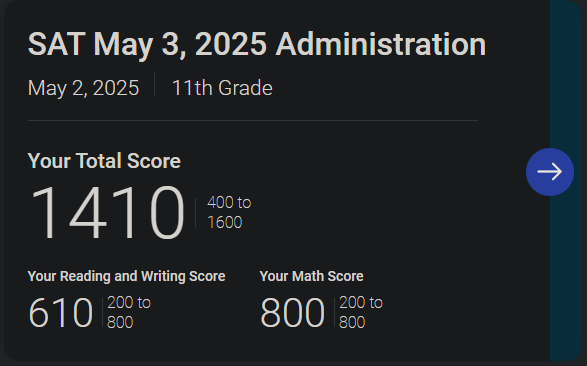 SAT May 3, 2025 Administration
May 2, 2025 11th Grade
Your Total Score
1410
400 to
1600
Your Reading and Writing Score
610
200 to
800
Your Math Score
800
200 to
800